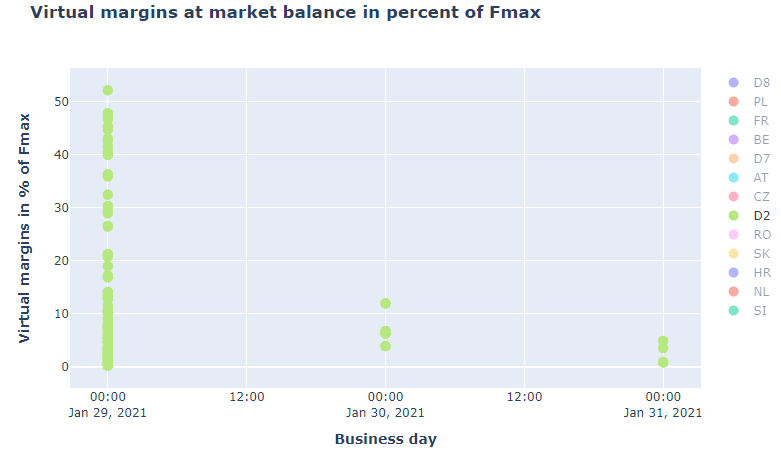 Virtual margins at market balance in percent of Fmax
Virtual margins in % of Fmax
50
40
30
20
10
0
00:00
Jan 29, 2021
12:00
00:00
Jan 30, 2021
12:00
00:00
Jan 31, 2021
Business day
D8
PL
FR
BE
D7
AT
CZ
D2
RO
SK
HR
NL
SI